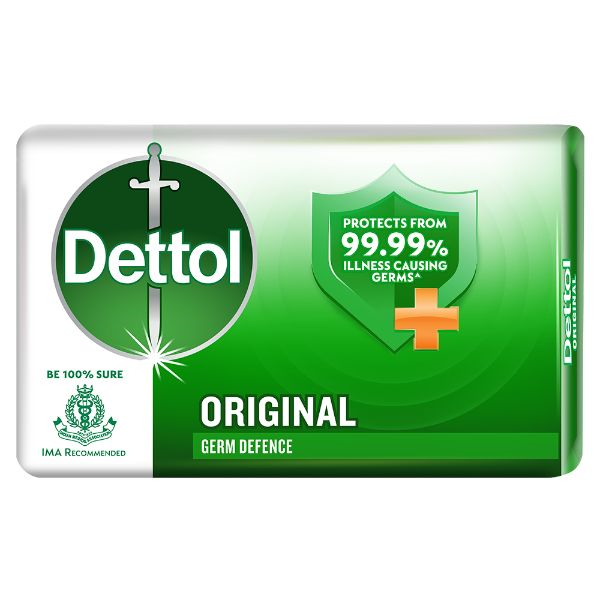 Dettol
BE 100% SURE
IMA RECOMMENDED
PROTECTS FROM
99.99%
ILLNESS CAUSING
GERMS^
ORIGINAL
GERM DEFENCE
Dettol
ORIGINAL